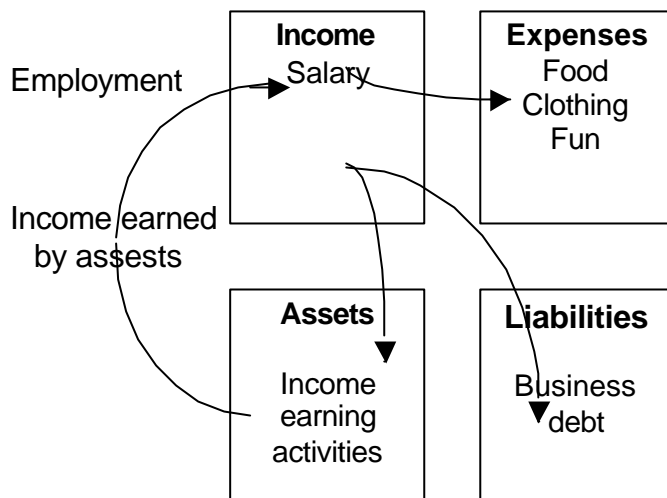 Income
Salary
Expenses
Food
Clothing
Fun
Employment
Income earned
by assests
Assets
Income
earning
activities
Liabilities
Business
debt